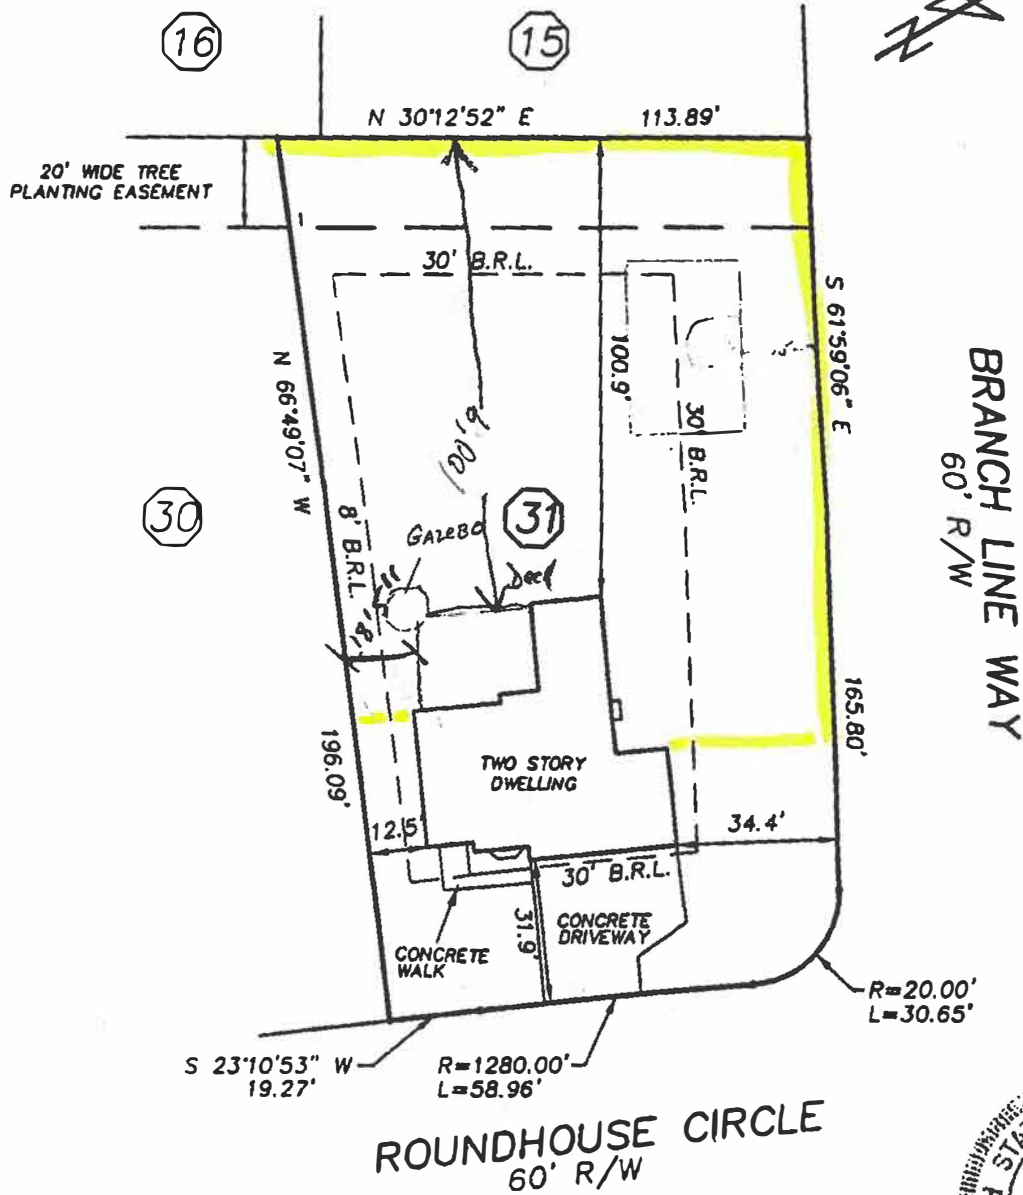 16
15
N
N 30°12'52" E
113.89'
20' WIDE TREE
PLANTING EASEMENT
30' B.R.L.
S 61°59'06" E
N 66°49'07" W
100.9'
30' B.R.L.
BRANCH LINE WAY
60' R/W
100'.9
30
8' B.R.L.
GAZEBO
31
Deck
18'
196.09'
165.80'
TWO STORY
DWELLING
12.5'
34.4'
30' B.R.L.
31.9'
CONCRETE
DRIVEWAY
CONCRETE
WALK
R=20.00'
L=30.65'
S 23°10'53" W
19.27'
R=1280.00'
L=58.96'
ROUNDHOUSE CIRCLE
60' R/W
STA